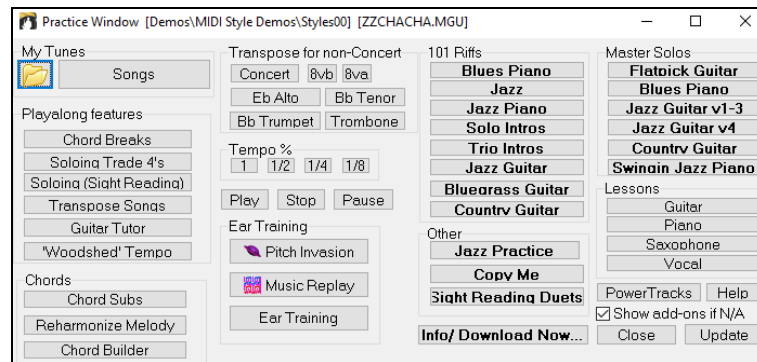 Practice Window [Demos\MIDI Style Demos\Styles00] [ZZCHACHA.MGU]
My Tunes
Songs
Playalong features
Chord Breaks
Soloing Trade 4's
Soloing (Sight Reading)
Transpose Songs
Guitar Tutor
'Woodshed' Tempo
Chords
Chord Subs
Reharmonize Melody
Chord Builder
Transpose for non-Concert
Concert 8vb 8va
Eb Alto Bb Tenor
Bb Trumpet Trombone
Tempo %
1 1/2 1/4 1/8
Play Stop Pause
Ear Training
Pitch Invasion
Music Replay
Ear Training
101 Riffs
Blues Piano
Jazz
Jazz Piano
Solo Intros
Trio Intros
Jazz Guitar
Bluegrass Guitar
Country Guitar
Other
Jazz Practice
Copy Me
Sight Reading Duets
Info/ Download Now...
Master Solos
Flatpick Guitar
Blues Piano
Jazz Guitar v1-3
Jazz Guitar v4
Country Guitar
Swingin Jazz Piano
Lessons
Guitar
Piano
Saxophone
Vocal
PowerTracks Help
Show add-ons if N/A
Close Update